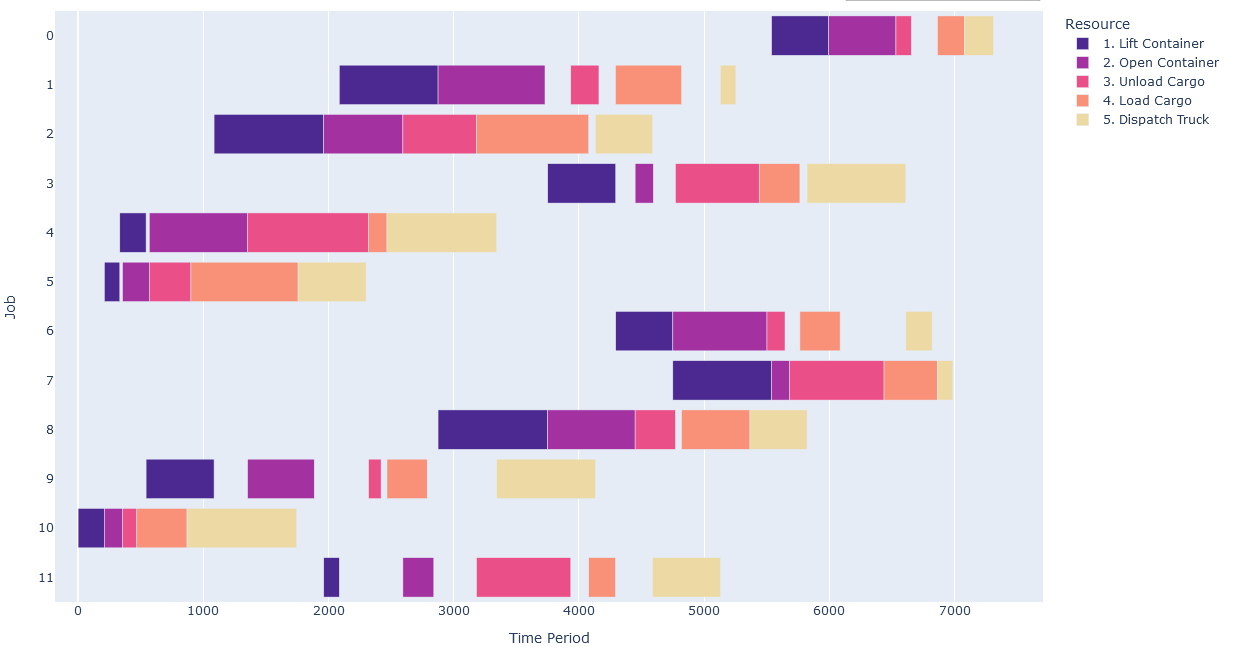 Resource
1. Lift Container
2. Open Container
3. Unload Cargo
4. Load Cargo
5. Dispatch Truck
Job
0
1
2
3
4
5
6
7
8
9
10
11
0 1000 2000 3000 4000 5000 6000 7000
Time Period